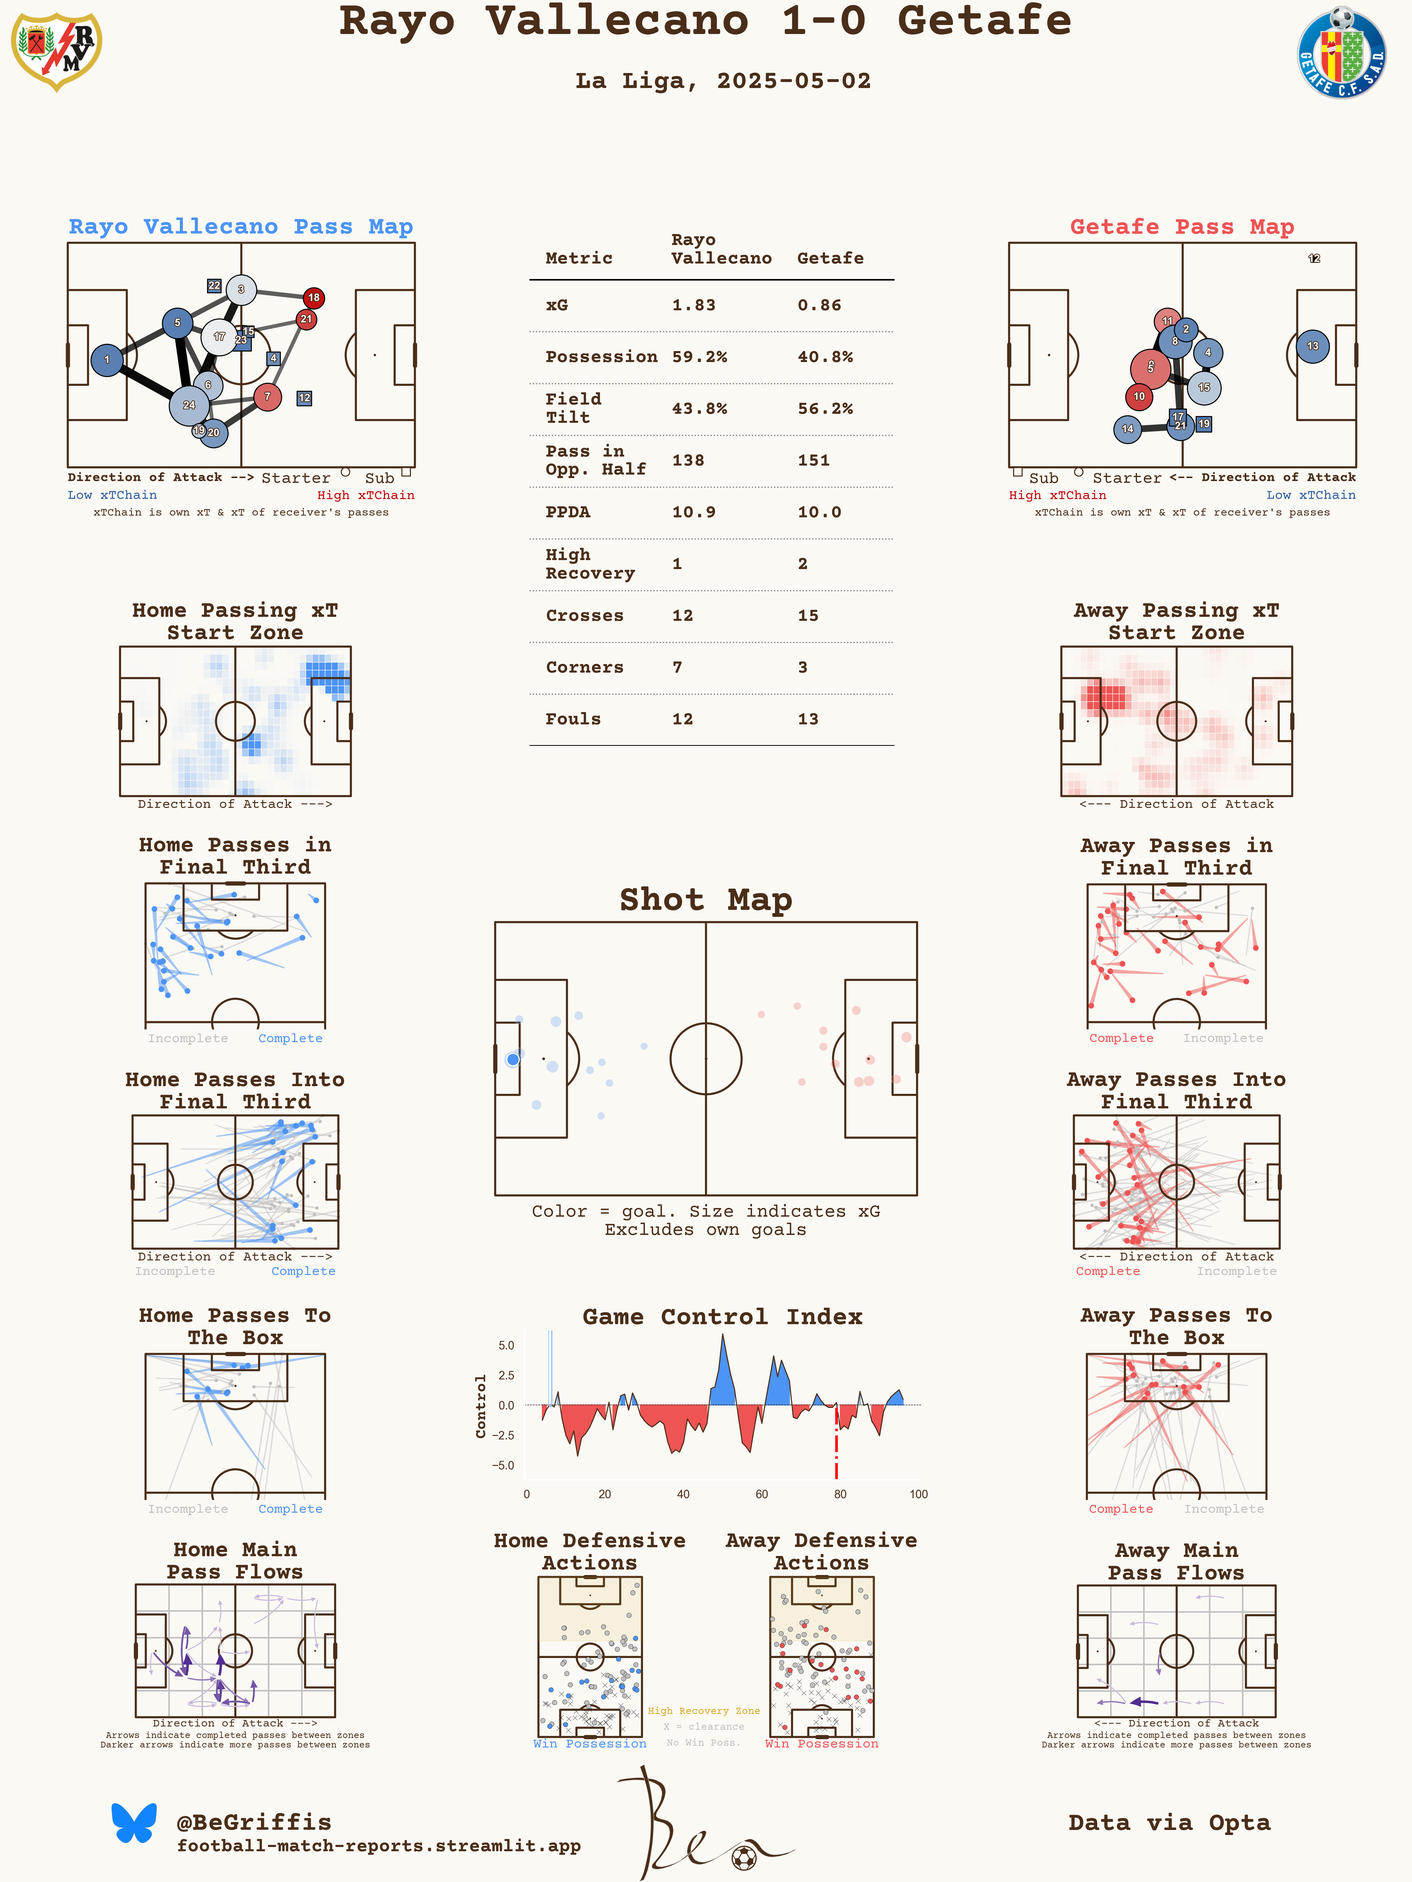 Rayo Vallecano 1-0 Getafe
La Liga, 2025-05-02
RVM
GETAFE C.F. S.A.D.
Rayo Vallecano Pass Map
22
3
18
21
5
17
15
23
1
4
6
7
12
24
19
20
Direction of Attack --> Starter Sub
Low xTChain High xTChain
xTChain is own xT & xT of receiver's passes
Metric Rayo Vallecano Getafe
xG 1.83 0.86
Possession 59.2% 40.8%
Field Tilt 43.8% 56.2%
Pass in Opp. Half 138 151
PPDA 10.9 10.0
High Recovery 1 2
Crosses 12 15
Corners 7 3
Fouls 12 13
Getafe Pass Map
12
11
2
8
4
13
5
15
10
17
14
21
19
Sub Starter <-- Direction of Attack
High xTChain Low xTChain
xTChain is own xT & xT of receiver's passes
Home Passing xT
Start Zone
Direction of Attack --->
Away Passing xT
Start Zone
<--- Direction of Attack
Home Passes in
Final Third
Incomplete Complete
Away Passes in
Final Third
Complete Incomplete
Shot Map
Color = goal. Size indicates xG
Excludes own goals
Home Passes Into
Final Third
Direction of Attack --->
Incomplete Complete
Away Passes Into
Final Third
<--- Direction of Attack
Complete Incomplete
Home Passes To
The Box
Incomplete Complete
Game Control Index
Control
5.0
2.5
0.0
−2.5
−5.0
0 20 40 60 80 100
Away Passes To
The Box
Complete Incomplete
Home Main
Pass Flows
Direction of Attack --->
Arrows indicate completed passes between zones
Darker arrows indicate more passes between zones
Home Defensive
Actions
Win Possession
Away Defensive
Actions
Win Possession
High Recovery Zone
X = clearance
No Win Poss.
Away Main
Pass Flows
<--- Direction of Attack
Arrows indicate completed passes between zones
Darker arrows indicate more passes between zones
@BeGriffis
football-match-reports.streamlit.app
Ben
Data via Opta